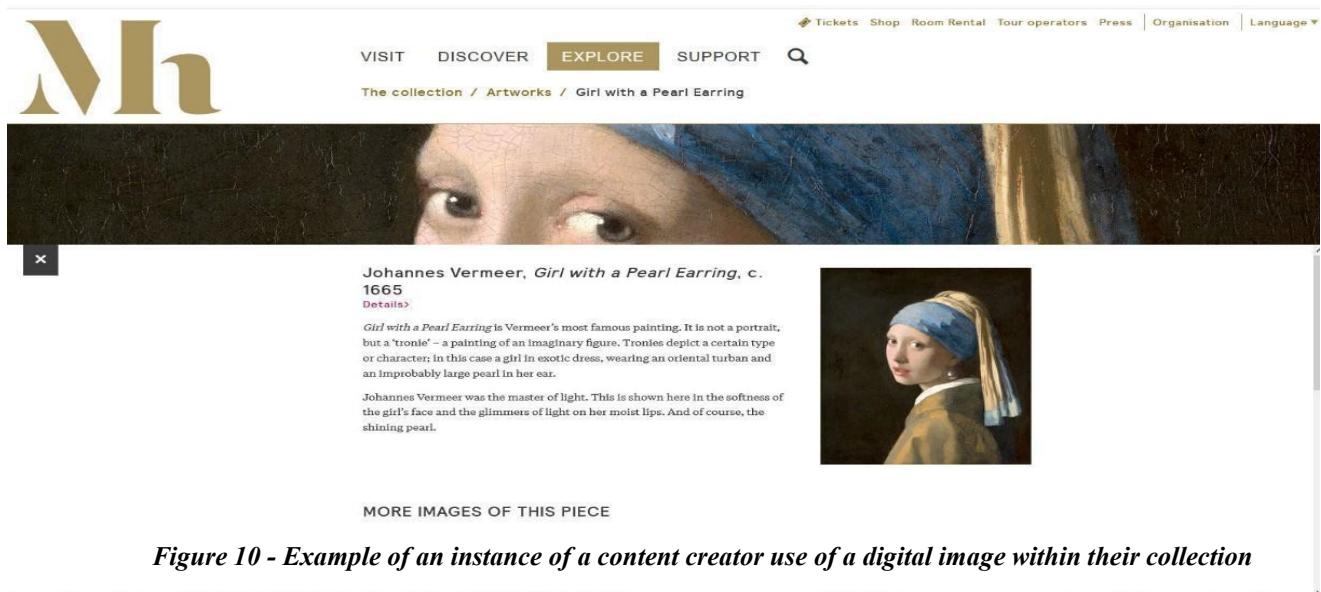 Mh
Tickets Shop Room Rental Tour operators Press Organisation Language
VISIT DISCOVER EXPLORE SUPPORT
The collection / Artworks / Girl with a Pearl Earring
×
Johannes Vermeer, Girl with a Pearl Earring, c.
1665
Details>
Girl with a Pearl Earring is Vermeer's most famous painting. It is not a portrait,
but a 'tronie' – a painting of an imaginary figure. Tronies depict a certain type
or character; in this case a girl in exotic dress, wearing an oriental turban and
an improbably large pearl in her ear.
Johannes Vermeer was the master of light. This is shown here in the softness of
the girl's face and the glimmers of light on her moist lips. And of course, the
shining pearl.
MORE IMAGES OF THIS PIECE
Figure 10 - Example of an instance of a content creator use of a digital image within their collection